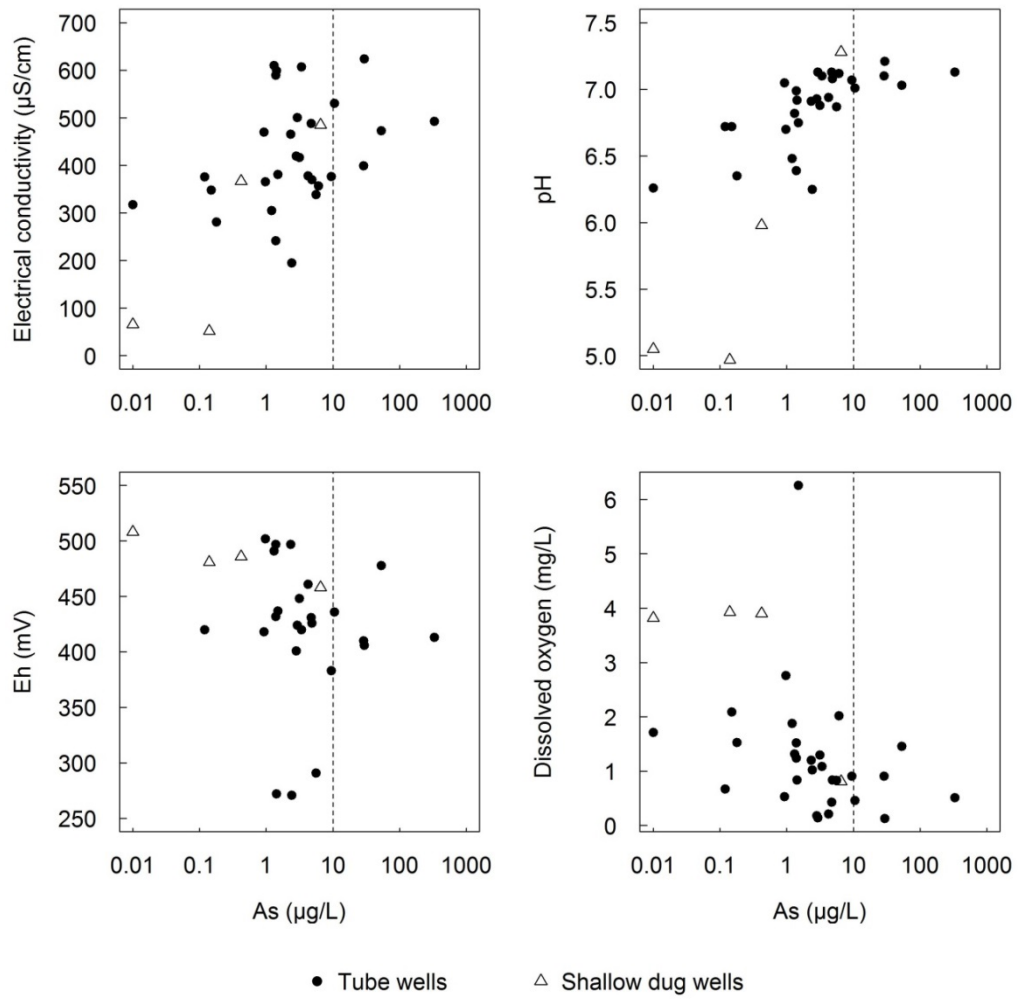 Electrical conductivity (µS/cm)
700
600
500
400
300
200
100
0
0.01 0.1 1 10 100 1000
pH
7.5
7.0
6.5
6.0
5.5
5.0
0.01 0.1 1 10 100 1000
Eh (mV)
550
500
450
400
350
300
250
0.01 0.1 1 10 100 1000
As (µg/L)
Dissolved oxygen (mg/L)
6
5
4
3
2
1
0
0.01 0.1 1 10 100 1000
As (µg/L)
Tube wells
Shallow dug wells